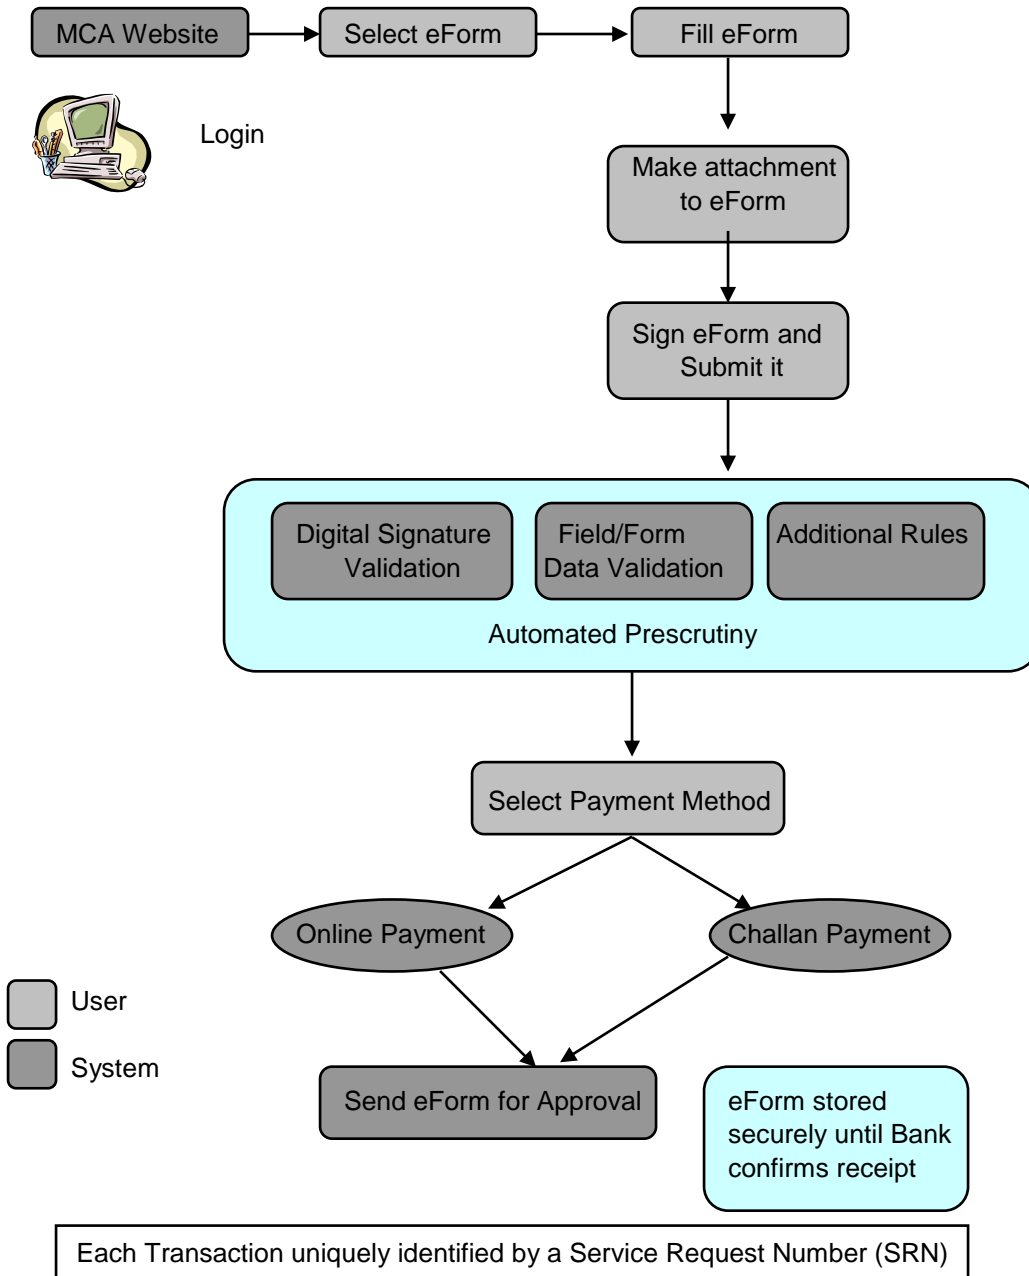 MCA Website
Select eForm
Fill eForm
Login
Make attachment
to eForm
Sign eForm and
Submit it
Digital Signature
Validation
Field/Form
Data Validation
Additional Rules
Automated Prescrutiny
Select Payment Method
Online Payment
Challan Payment
User
System
Send eForm for Approval
eForm stored
securely until Bank
confirms receipt
Each Transaction uniquely identified by a Service Request Number (SRN)